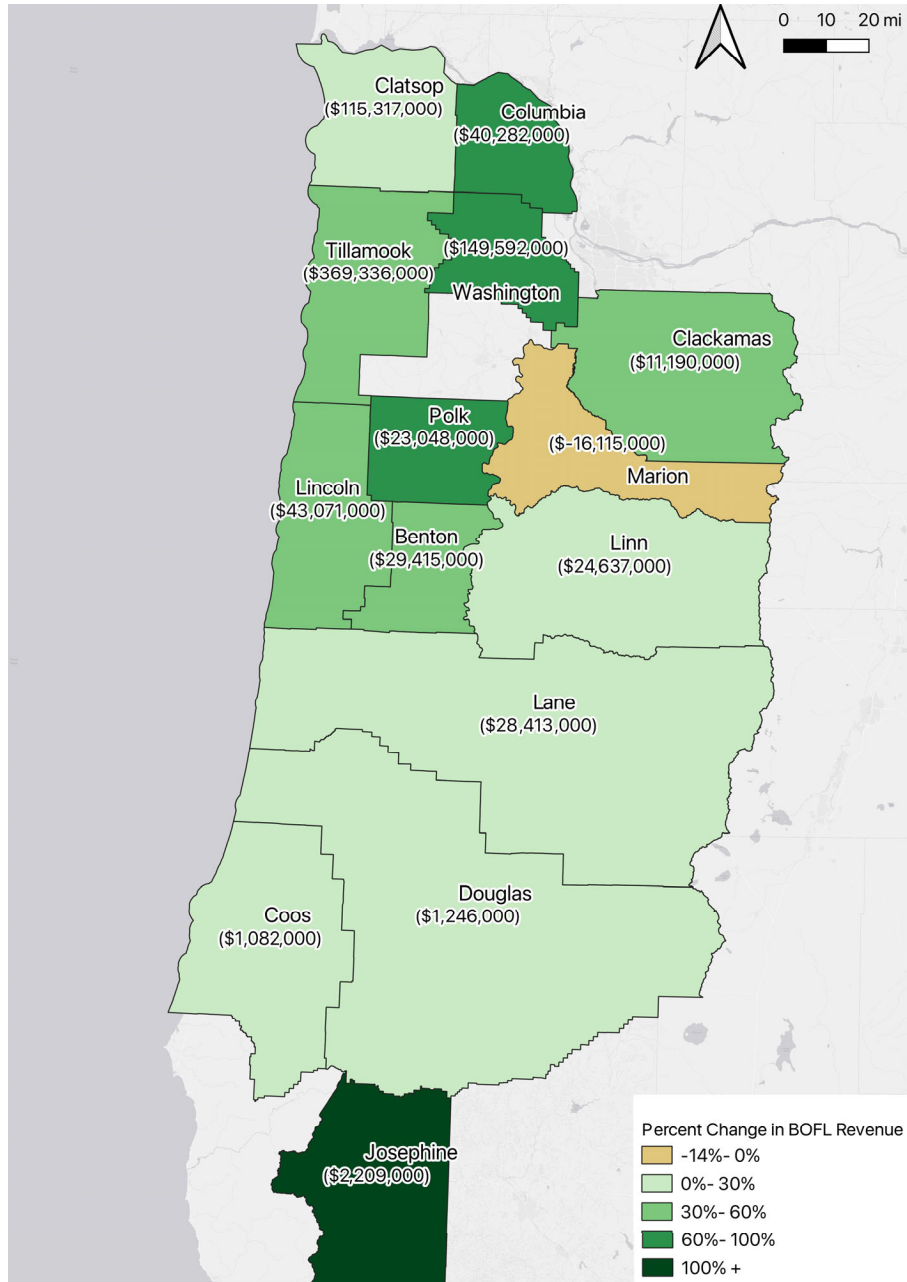 0 10 20 mi
Clatsop
($115,317,000)
Columbia
($40,282,000)
Tillamook
($369,336,000)
($149,592,000)
Washington
Clackamas
($11,190,000)
Polk
($23,048,000)
($-16,115,000)
Marion
Lincoln
($43,071,000)
Benton
($29,415,000)
Linn
($24,637,000)
Lane
($28,413,000)
Douglas
($1,246,000)
Coos
($1,082,000)
Josephine
($2,209,000)
Percent Change in BOFL Revenue
-14%- 0%
0%- 30%
30%- 60%
60%- 100%
100% +